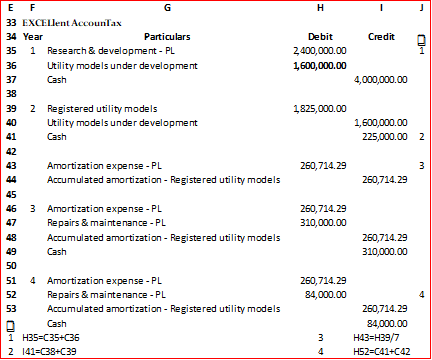 E F G H I J
33 EXCELlent AccounTax
34 Year Particulars Debit Credit
35 1 Research & development - PL 2,400,000.00 1
36 Utility models under development 1,600,000.00
37 Cash 4,000,000.00
38
39 2 Registered utility models 1,825,000.00
40 Utility models under development 1,600,000.00
41 Cash 225,000.00 2
42
43 Amortization expense - PL 260,714.29 3
44 Accumulated amortization - Registered utility models 260,714.29
45
46 3 Amortization expense - PL 260,714.29
47 Repairs & maintenance - PL 310,000.00
48 Accumulated amortization - Registered utility models 260,714.29
49 Cash 310,000.00
50
51 4 Amortization expense - PL 260,714.29
52 Repairs & maintenance - PL 84,000.00 4
53 Accumulated amortization - Registered utility models 260,714.29
Cash 84,000.00
1 H35=C35+C36 3 H43=H39/7
2 I41=C38+C39 4 H52=C41+C42